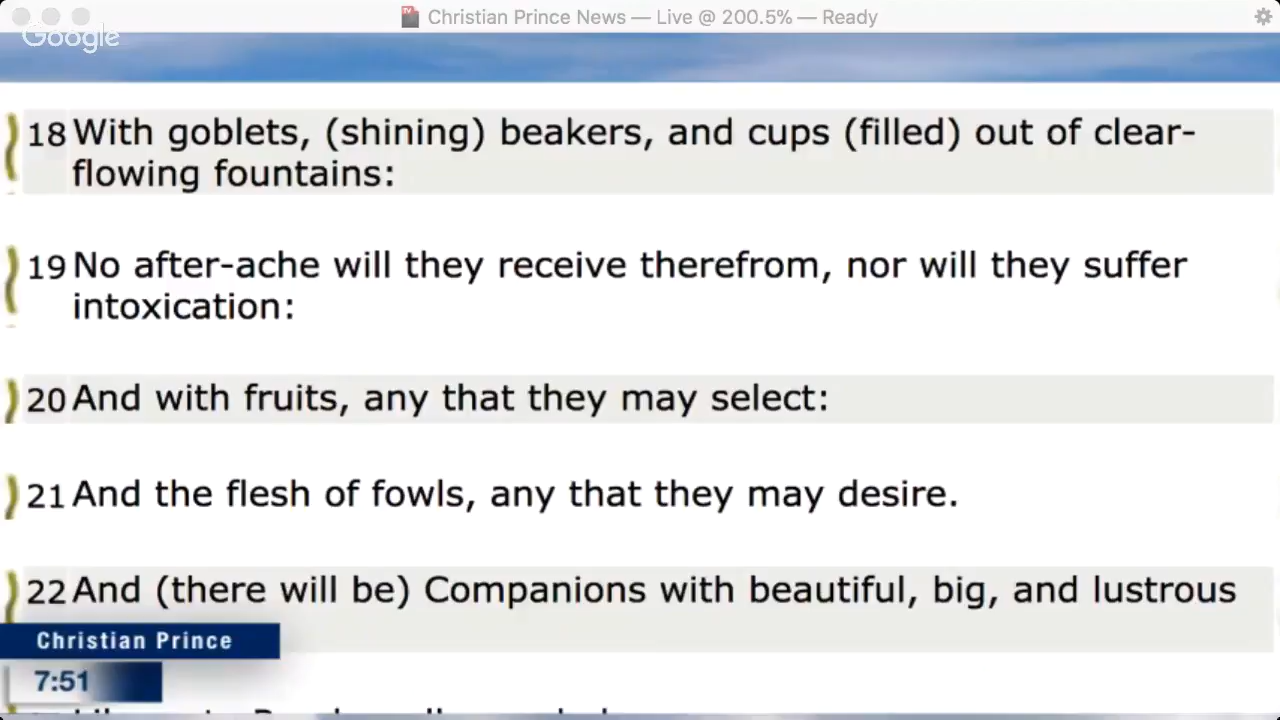 Christian Prince News — Live @ 200.5% — Ready
Google
18 With goblets, (shining) beakers, and cups (filled) out of clear-
flowing fountains:
19 No after-ache will they receive therefrom, nor will they suffer
intoxication:
20 And with fruits, any that they may select:
21 And the flesh of fowls, any that they may desire.
22 And (there will be) Companions with beautiful, big, and lustrous
Christian Prince
7:51